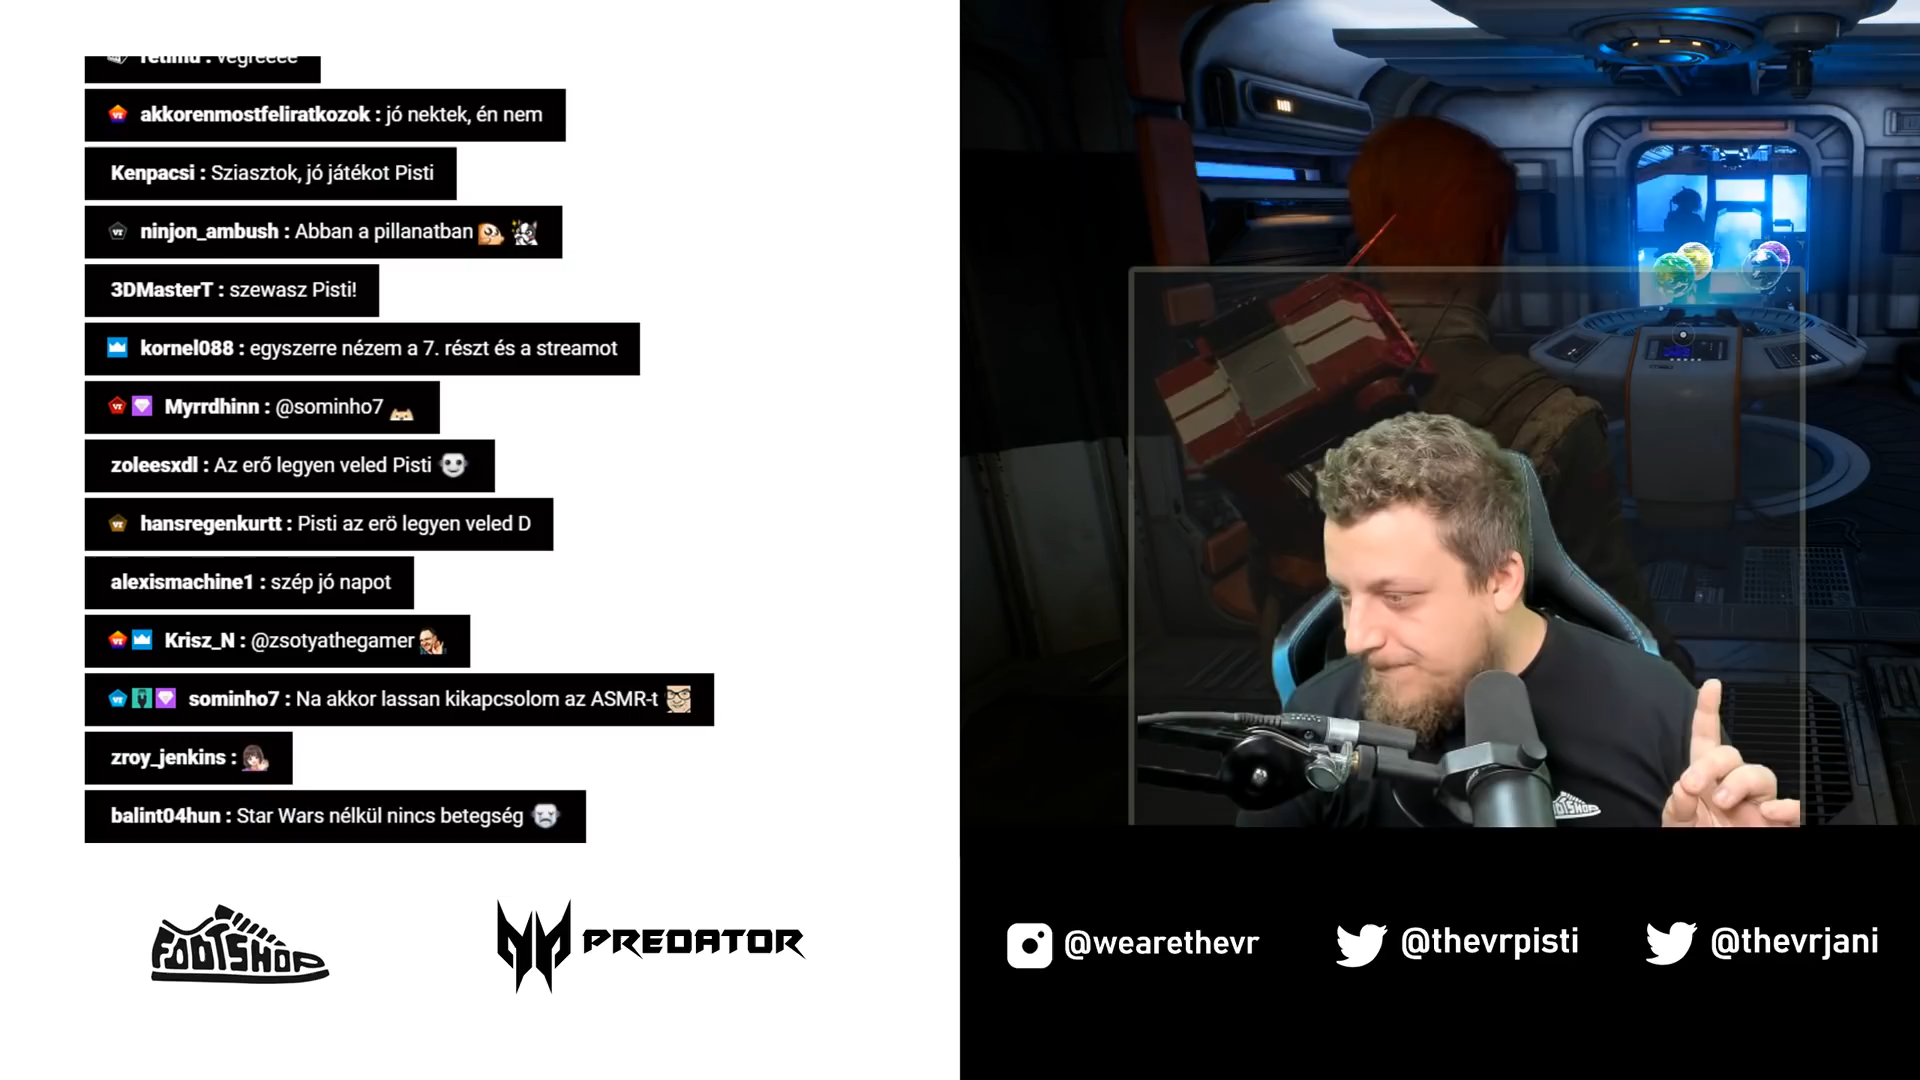 retimu : végreeee
akkorenmostfeliratkozok : jó nektek, én nem
Kenpacsi : Sziasztok, jó játékot Pisti
ninjon_ambush : Abban a pillanatban
3DMasterT : szewasz Pisti!
kornel088 : egyszerre nézem a 7. részt és a streamot
Myrrdhinn : @sominho7
zoleesxdl : Az erő legyen veled Pisti
hansregenkurtt : Pisti az erö legyen veled D
alexismachine1 : szép jó napot
Krisz_N : @zsotyathegamer
sominho7 : Na akkor lassan kikapcsolom az ASMR-t
zroy_jenkins :
balint04hun : Star Wars nélkül nincs betegség
FOOTSHOP
PREDATOR
FOOTSHOP
@wearethevr
@thevrpisti
@thevrjani